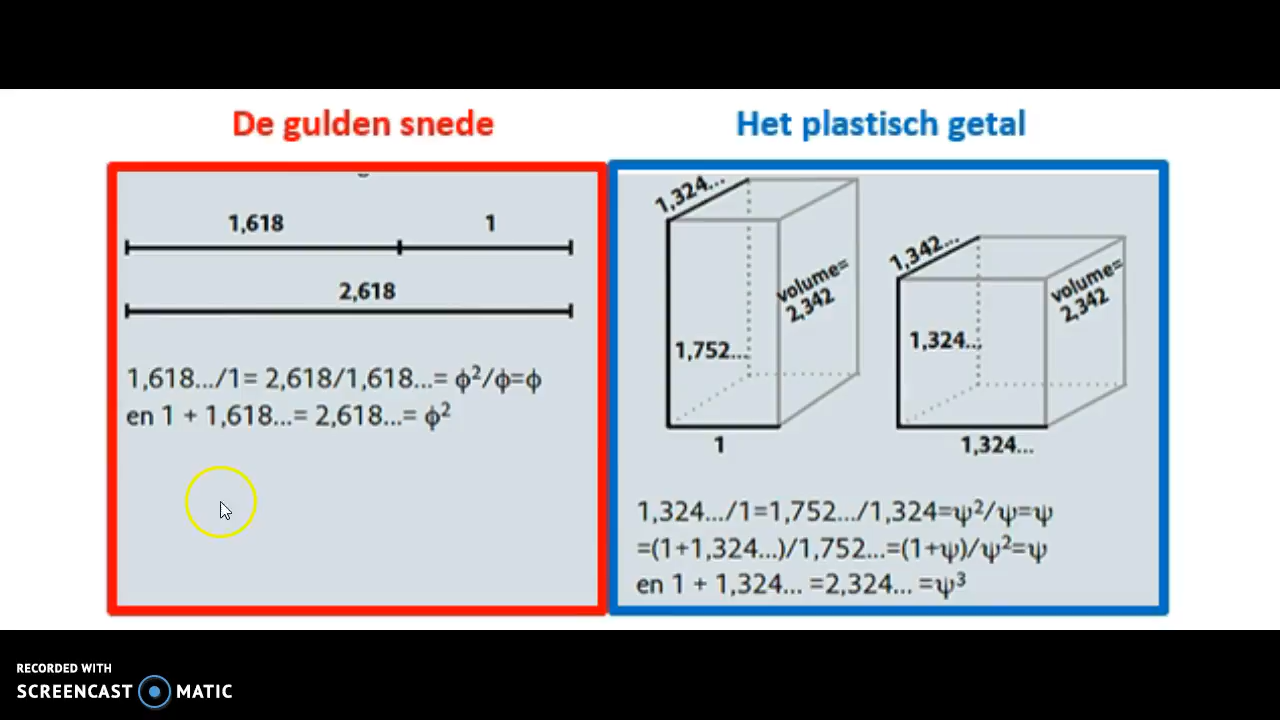 De gulden snede
1,618
1
2,618
1,618.../1= 2,618/1,618...= ϕ²/ϕ=ϕ
en 1 + 1,618...= 2,618...= ϕ²
Het plastisch getal
1,324...
volume=
2,342
1,752...
1
1,342...
volume=
2,342
1,324...
1,324...
1,324.../1=1,752.../1,324=ψ²/ψ=ψ
=(1+1,324...)/1,752...=(1+ψ)/ψ²=ψ
en 1 + 1,324... =2,324... =ψ³
RECORDED WITH
SCREENCAST MATIC